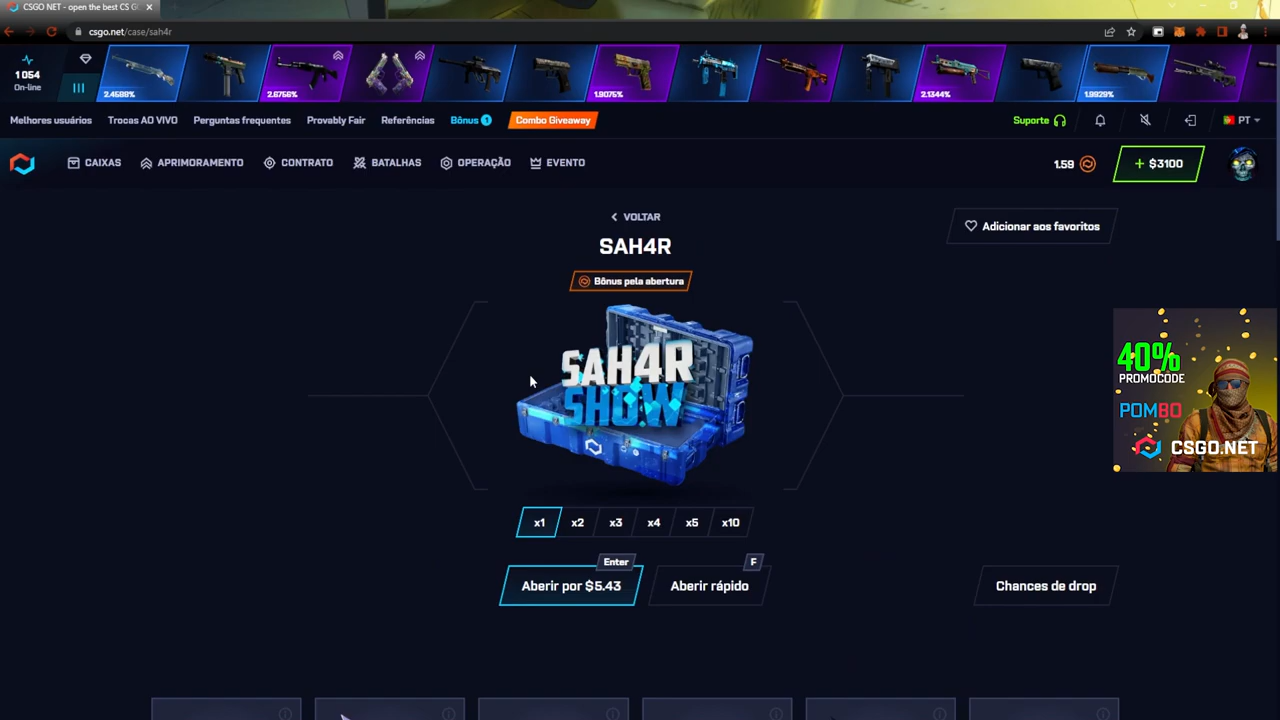 CSGO NET - open the best CS G
csgo.net/case/sah4r
1 054
On-line
2.4588%
2.6756%
1.9075%
2.1344%
1.9929%
Melhores usuários
Trocas AO VIVO
Perguntas frequentes
Provably Fair
Referências
Bônus 1
Combo Giveaway
Suporte
PT
CAIXAS
APRIMORAMENTO
CONTRATO
BATALHAS
OPERAÇÃO
EVENTO
1.59
+ $3100
VOLTAR
SAH4R
Adicionar aos favoritos
Bônus pela abertura
SAH4R
SHOW
40%
PROMOCODE
POMBO
CSGO.NET
x1
x2
x3
x4
x5
x10
Enter
F
Aberir por $5.43
Aberir rápido
Chances de drop